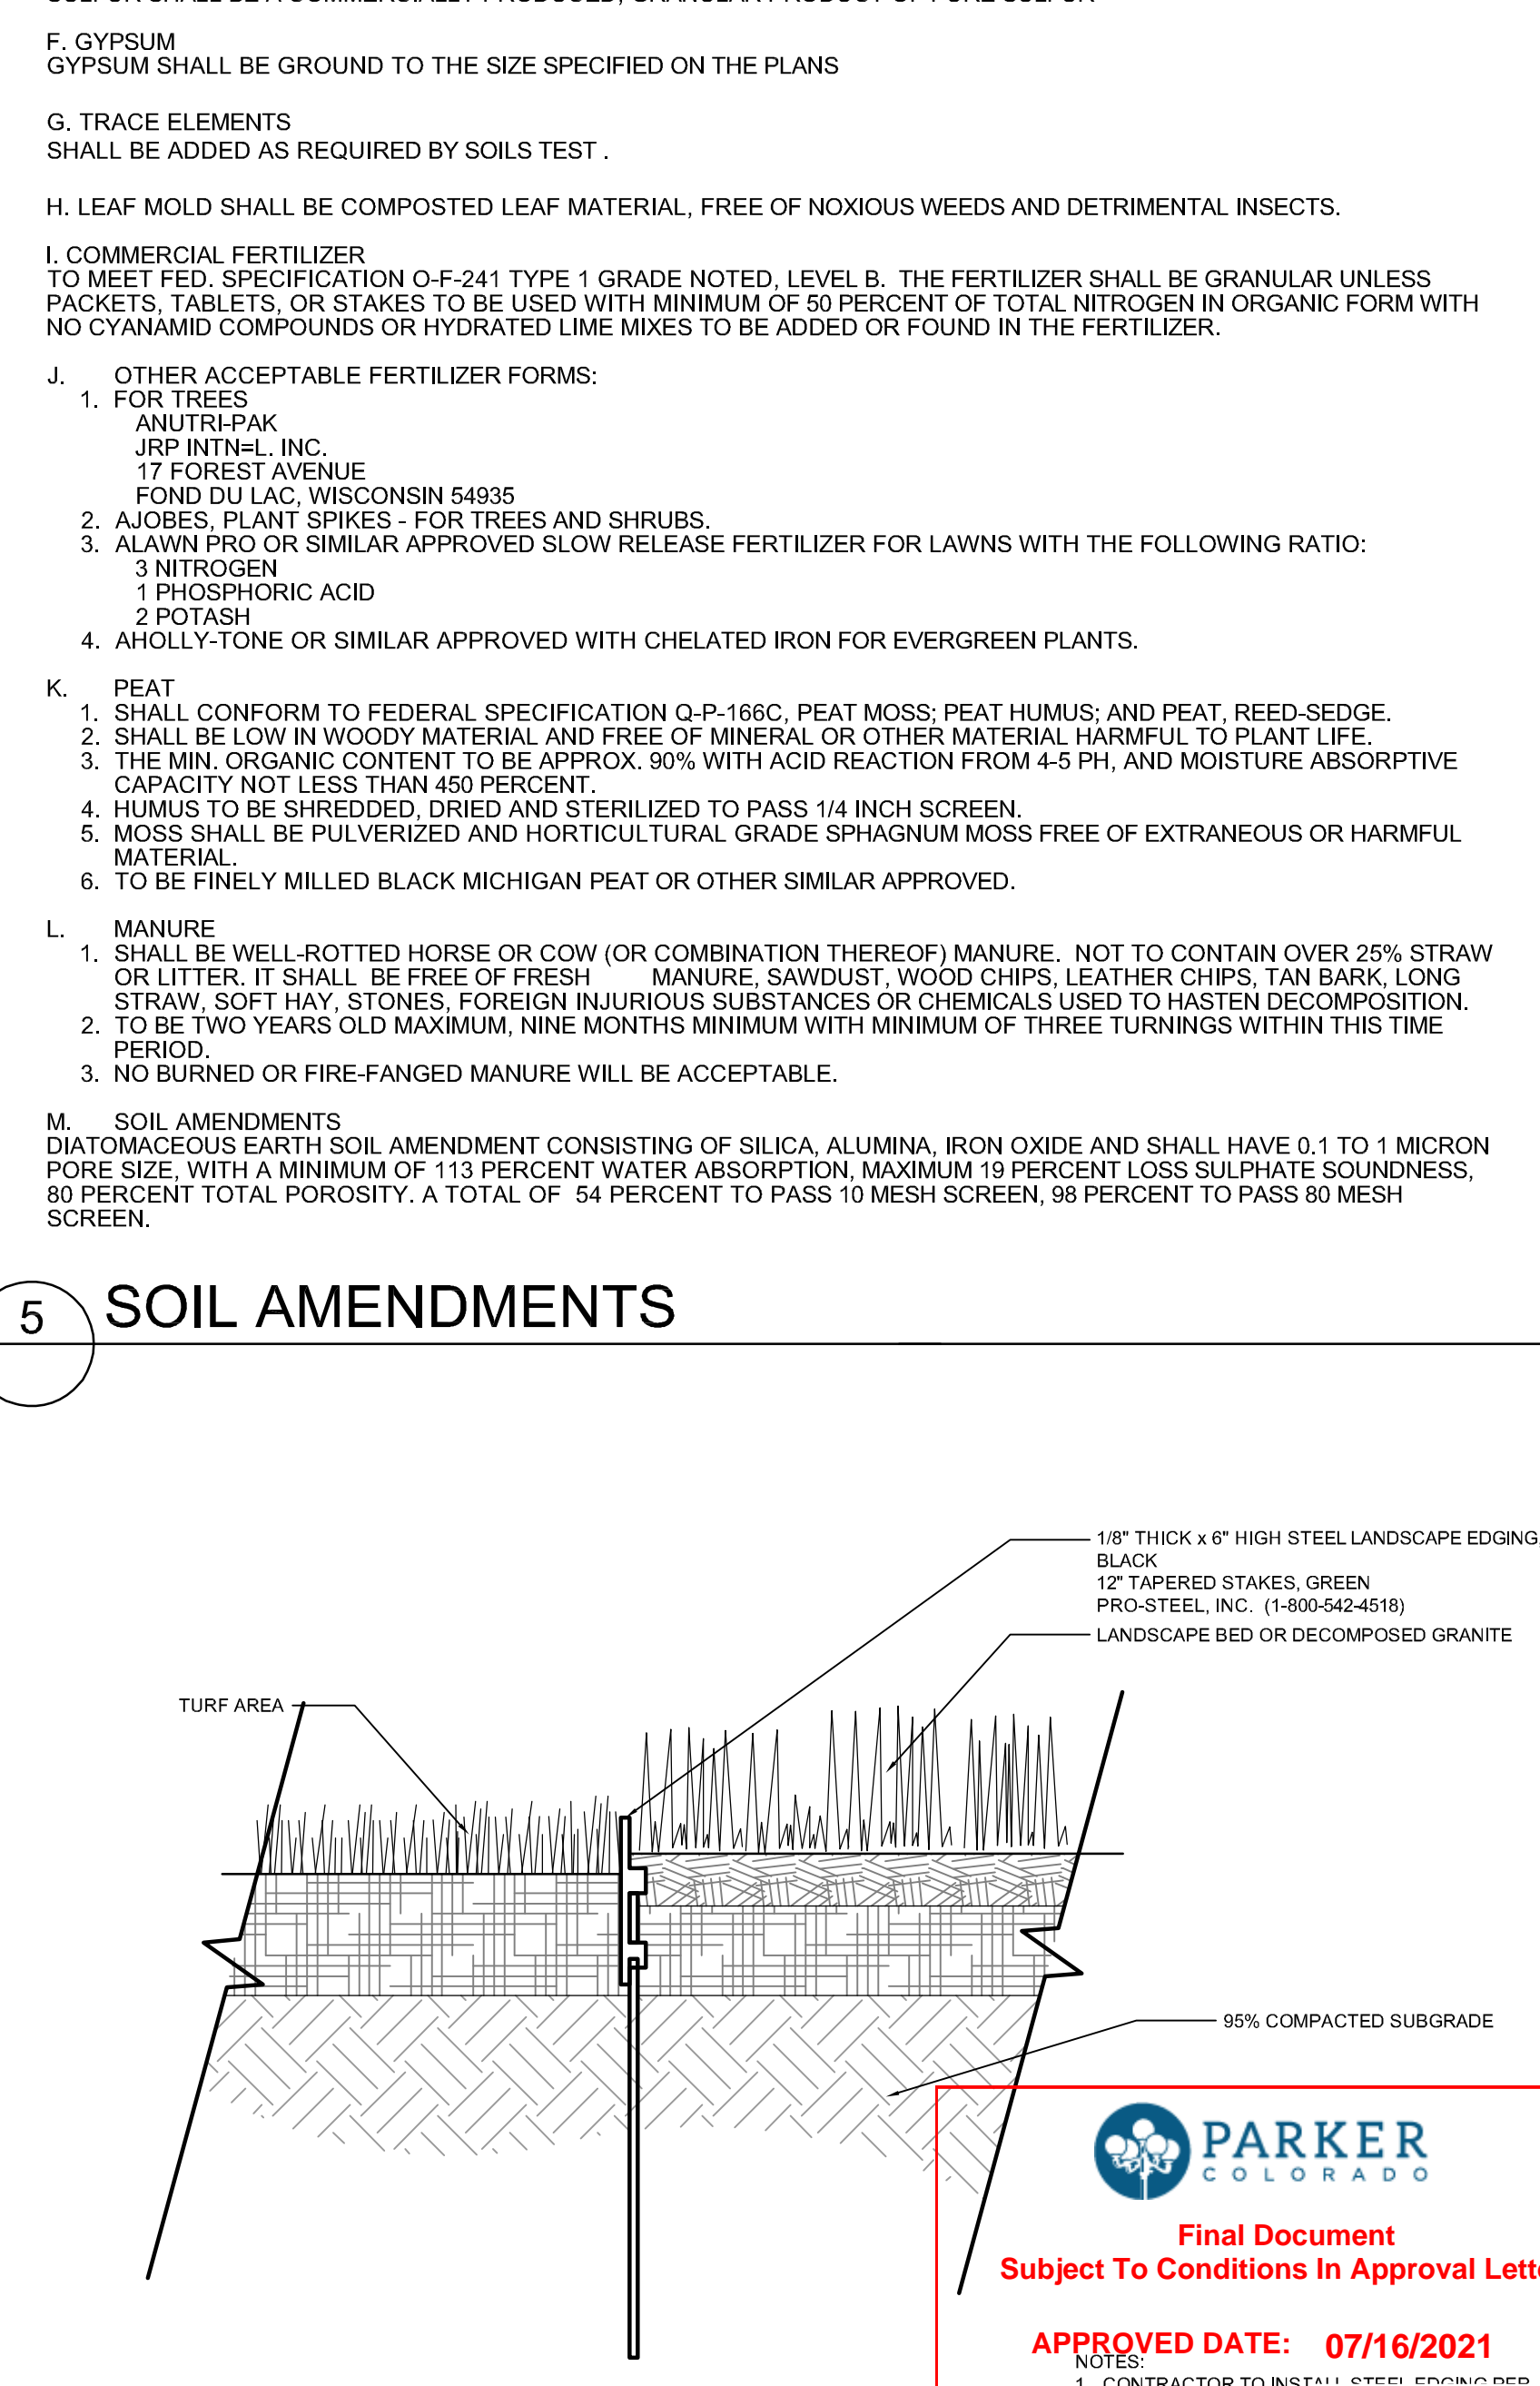 F. GYPSUM
GYPSUM SHALL BE GROUND TO THE SIZE SPECIFIED ON THE PLANS
G. TRACE ELEMENTS
SHALL BE ADDED AS REQUIRED BY SOILS TEST .
H. LEAF MOLD SHALL BE COMPOSTED LEAF MATERIAL, FREE OF NOXIOUS WEEDS AND DETRIMENTAL INSECTS.
I. COMMERCIAL FERTILIZER
TO MEET FED. SPECIFICATION O-F-241 TYPE 1 GRADE NOTED, LEVEL B. THE FERTILIZER SHALL BE GRANULAR UNLESS
PACKETS, TABLETS, OR STAKES TO BE USED WITH MINIMUM OF 50 PERCENT OF TOTAL NITROGEN IN ORGANIC FORM WITH
NO CYANAMID COMPOUNDS OR HYDRATED LIME MIXES TO BE ADDED OR FOUND IN THE FERTILIZER.
J. OTHER ACCEPTABLE FERTILIZER FORMS:
1. FOR TREES
ANUTRI-PAK
JRP INTN=L. INC.
17 FOREST AVENUE
FOND DU LAC, WISCONSIN 54935
2. AJOBES, PLANT SPIKES - FOR TREES AND SHRUBS.
3. ALAWN PRO OR SIMILAR APPROVED SLOW RELEASE FERTILIZER FOR LAWNS WITH THE FOLLOWING RATIO:
3 NITROGEN
1 PHOSPHORIC ACID
2 POTASH
4. AHOLLY-TONE OR SIMILAR APPROVED WITH CHELATED IRON FOR EVERGREEN PLANTS.
K. PEAT
1. SHALL CONFORM TO FEDERAL SPECIFICATION Q-P-166C, PEAT MOSS; PEAT HUMUS; AND PEAT, REED-SEDGE.
2. SHALL BE LOW IN WOODY MATERIAL AND FREE OF MINERAL OR OTHER MATERIAL HARMFUL TO PLANT LIFE.
3. THE MIN. ORGANIC CONTENT TO BE APPROX. 90% WITH ACID REACTION FROM 4-5 PH, AND MOISTURE ABSORPTIVE
CAPACITY NOT LESS THAN 450 PERCENT.
4. HUMUS TO BE SHREDDED, DRIED AND STERILIZED TO PASS 1/4 INCH SCREEN.
5. MOSS SHALL BE PULVERIZED AND HORTICULTURAL GRADE SPHAGNUM MOSS FREE OF EXTRANEOUS OR HARMFUL
MATERIAL.
6. TO BE FINELY MILLED BLACK MICHIGAN PEAT OR OTHER SIMILAR APPROVED.
L. MANURE
1. SHALL BE WELL-ROTTED HORSE OR COW (OR COMBINATION THEREOF) MANURE. NOT TO CONTAIN OVER 25% STRAW
OR LITTER. IT SHALL BE FREE OF FRESH MANURE, SAWDUST, WOOD CHIPS, LEATHER CHIPS, TAN BARK, LONG
STRAW, SOFT HAY, STONES, FOREIGN INJURIOUS SUBSTANCES OR CHEMICALS USED TO HASTEN DECOMPOSITION.
2. TO BE TWO YEARS OLD MAXIMUM, NINE MONTHS MINIMUM WITH MINIMUM OF THREE TURNINGS WITHIN THIS TIME
PERIOD.
3. NO BURNED OR FIRE-FANGED MANURE WILL BE ACCEPTABLE.
M. SOIL AMENDMENTS
DIATOMACEOUS EARTH SOIL AMENDMENT CONSISTING OF SILICA, ALUMINA, IRON OXIDE AND SHALL HAVE 0.1 TO 1 MICRON
PORE SIZE, WITH A MINIMUM OF 113 PERCENT WATER ABSORPTION, MAXIMUM 19 PERCENT LOSS SULPHATE SOUNDNESS,
80 PERCENT TOTAL POROSITY. A TOTAL OF 54 PERCENT TO PASS 10 MESH SCREEN, 98 PERCENT TO PASS 80 MESH
SCREEN.
5 SOIL AMENDMENTS
1/8" THICK x 6" HIGH STEEL LANDSCAPE EDGING,
BLACK
12" TAPERED STAKES, GREEN
PRO-STEEL, INC. (1-800-542-4518)
LANDSCAPE BED OR DECOMPOSED GRANITE
TURF AREA
95% COMPACTED SUBGRADE
PARKER
COLORADO
Final Document
Subject To Conditions In Approval
APPROVED DATE: 07/16/2021
NOTES:
1. CONTRACTOR TO INSTALL STEEL EDGING PER